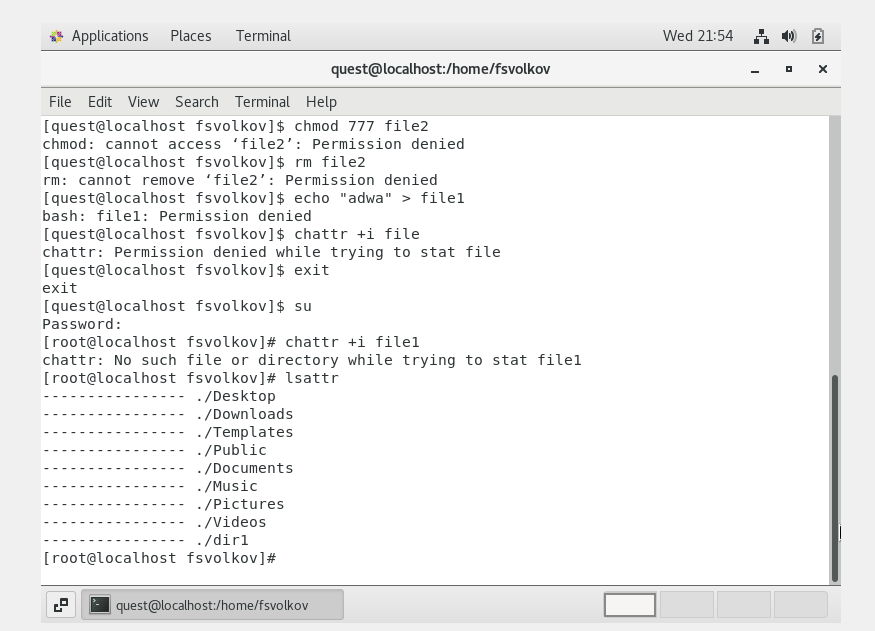 Applications Places Terminal Wed 21:54
quest@localhost:/home/fsvolkov
File Edit View Search Terminal Help
[quest@localhost fsvolkov]$ chmod 777 file2
chmod: cannot access ‘file2’: Permission denied
[quest@localhost fsvolkov]$ rm file2
rm: cannot remove ‘file2’: Permission denied
[quest@localhost fsvolkov]$ echo "adwa" > file1
bash: file1: Permission denied
[quest@localhost fsvolkov]$ chattr +i file
chattr: Permission denied while trying to stat file
[quest@localhost fsvolkov]$ exit
exit
[quest@localhost fsvolkov]$ su
Password:
[root@localhost fsvolkov]# chattr +i file1
chattr: No such file or directory while trying to stat file1
[root@localhost fsvolkov]# lsattr
---------------- ./Desktop
---------------- ./Downloads
---------------- ./Templates
---------------- ./Public
---------------- ./Documents
---------------- ./Music
---------------- ./Pictures
---------------- ./Videos
---------------- ./dir1
[root@localhost fsvolkov]#
quest@localhost:/home/fsvolkov